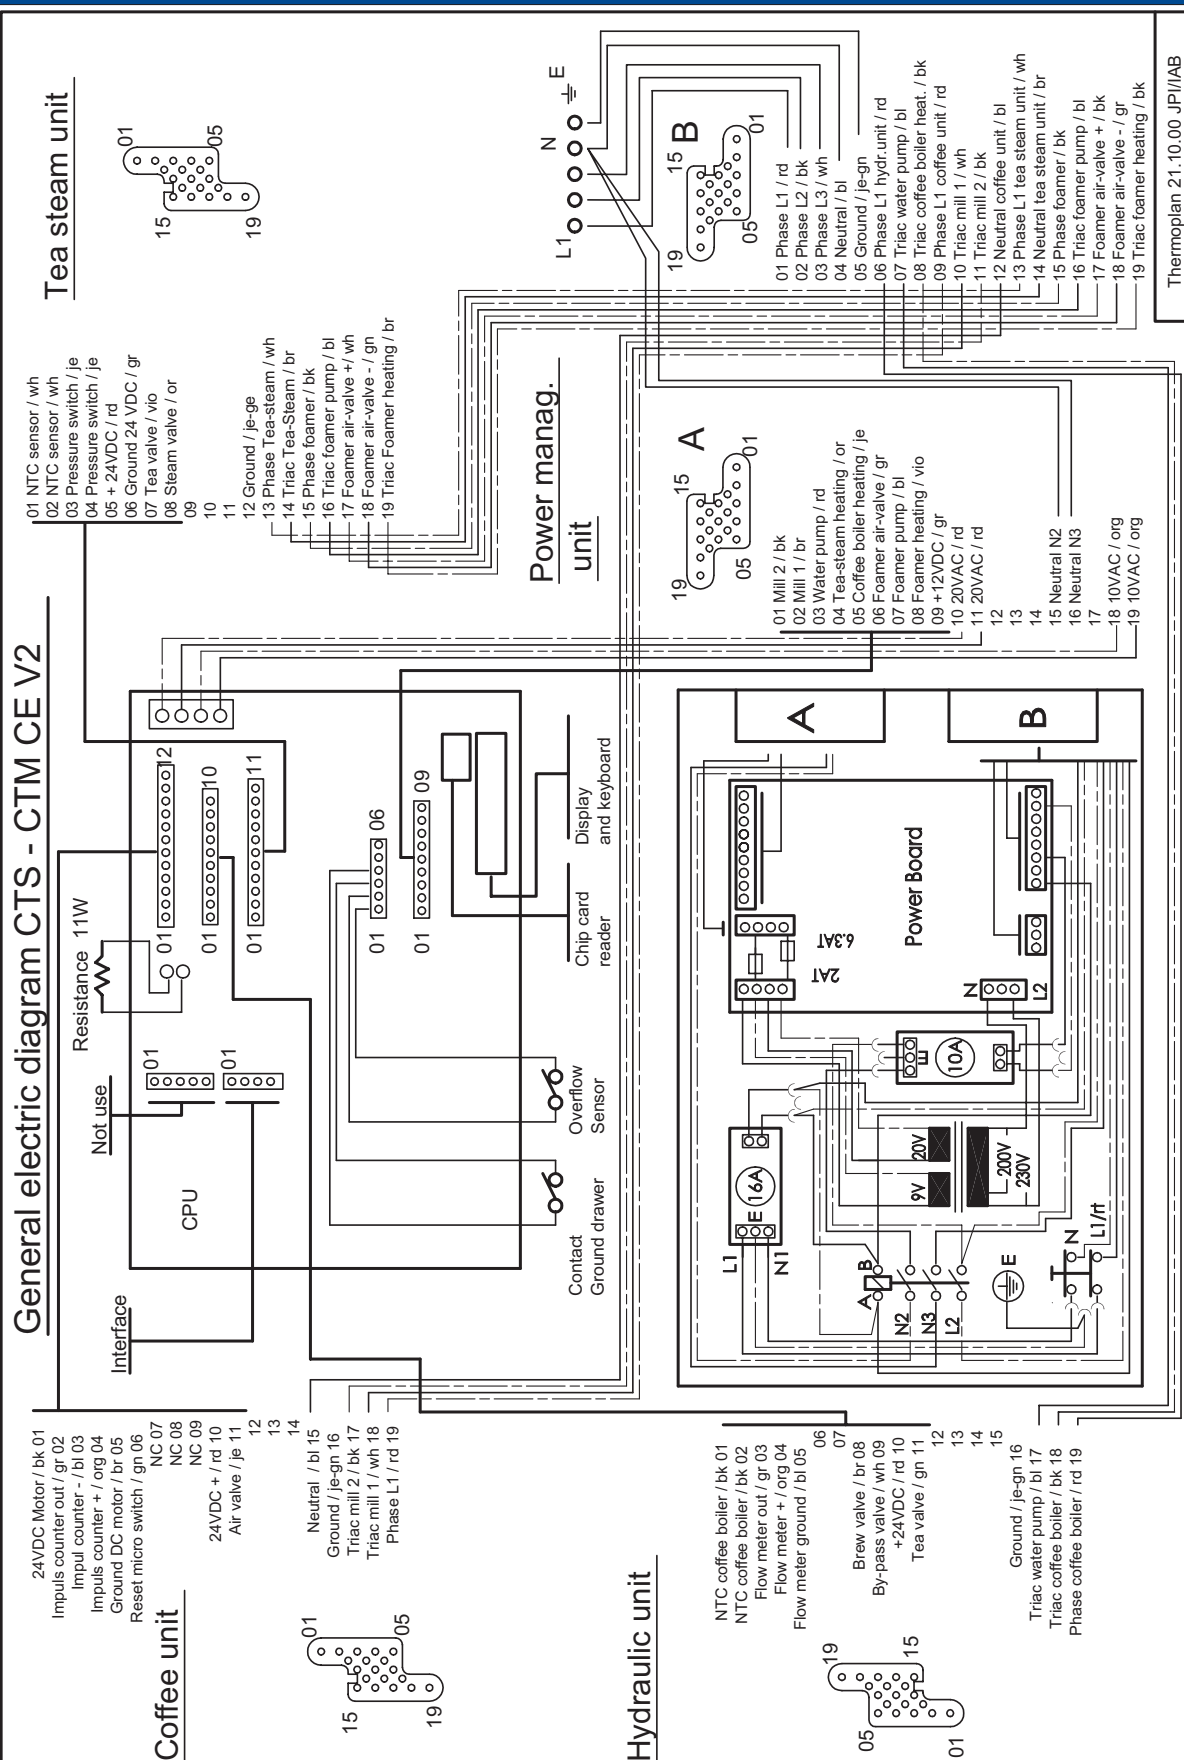 General electric diagram CTS - CTM CE V2
Tea steam unit
01
05
15
19
01 NTC sensor / wh
02 NTC sensor / wh
03 Pressure switch / je
04 Pressure switch / je
05 + 24VDC / rd
06 Ground 24 VDC / gr
07 Tea valve / vio
08 Steam valve / or
09
10
11
12 Ground / je-ge
13 Phase Tea-steam / wh
14 Triac Tea-Steam / br
15 Phase foamer / bk
16 Triac foamer pump / bl
17 Foamer air-valve +/ wh
18 Foamer air-valve - / gn
19 Triac Foamer heating / br
Resistance 11W
Not use
Interface
CPU
01
01
01
12
01
10
01
11
01
06
01
09
Contact
Ground drawer
Overflow
Sensor
Chip card
reader
Display
and keyboard
24VDC Motor / bk 01
Impuls counter out / gr 02
Impul counter - / bl 03
Impuls counter + / org 04
Ground DC motor / br 05
Reset micro switch / gn 06
NC 07
NC 08
NC 09
24VDC + / rd 10
Air valve / je 11
12
13
14
Neutral / bl 15
Ground / je-gn 16
Triac mill 2 / bk 17
Triac mill 1 / wh 18
Phase L1 / rd 19
Coffee unit
01
05
15
19
Power manag.
unit
A
15
01
19
05
01 Mill 2 / bk
02 Mill 1 / br
03 Water pump / rd
04 Tea-steam heating / or
05 Coffee boiler heating / je
06 Foamer air-valve / gr
07 Foamer pump / bl
08 Foamer heating / vio
09 +12VDC / gr
10 20VAC / rd
11 20VAC / rd
12
13
14
15 Neutral N2
16 Neutral N3
17
18 10VAC / org
19 10VAC / org
L1
N
E
B
15
01
19
05
01 Phase L1 / rd
02 Phase L2 / bk
03 Phase L3 / wh
04 Neutral / bl
05 Ground / je-gn
06 Phase L1 hydr.unit / rd
07 Triac water pump / bl
08 Triac coffee boiler heat. / bk
09 Phase L1 coffee unit / rd
10 Triac mill 1 / wh
11 Triac mill 2 / bk
12 Neutral coffee unit / bl
13 Phase L1 tea steam unit / wh
14 Neutral tea steam unit / br
15 Phase foamer / bk
16 Triac foamer pump / bl
17 Foamer air-valve + / bk
18 Foamer air-valve - / gr
19 Triac foamer heating / bk
Hydraulic unit
19
15
05
01
NTC coffee boiler / bk 01
NTC coffee boiler / bk 02
Flow meter out / gr 03
Flow meter + / org 04
Flow meter ground / bl 05
06
07
Brew valve / br 08
By-pass valve / wh 09
+24VDC / rd 10
Tea valve / gn 11
12
13
14
15
Ground / je-gn 16
Triac water pump / bl 17
Triac coffee boiler / bk 18
Phase coffee boiler / rd 19
A
B
Power Board
6.3AT
2AT
N
L2
E
10A
L1
E
16A
N1
9V
20V
200V
230V
A
B
N2
N3
L2
E
N
L1/rt
Thermoplan 21.10.00 JPI/IAB